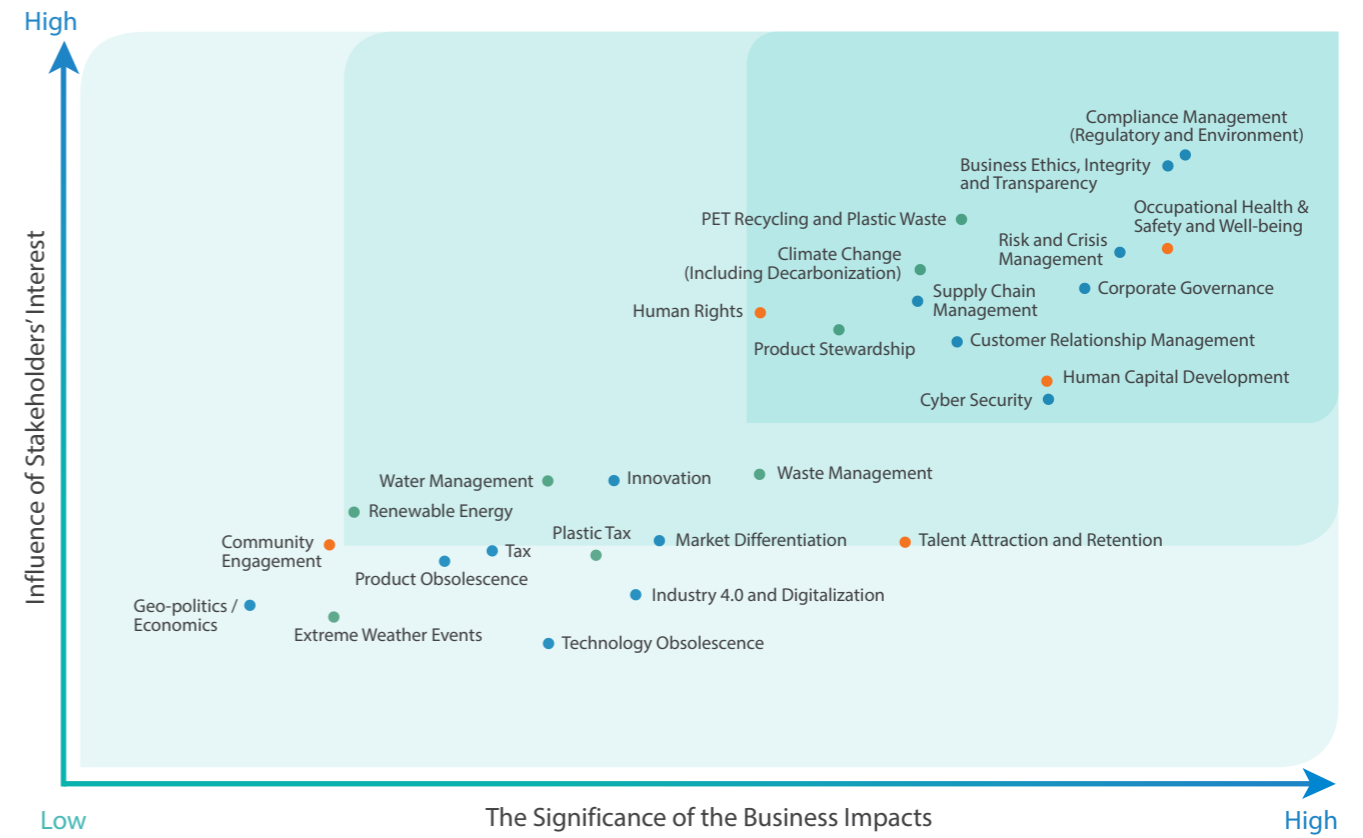 High
Compliance Management
(Regulatory and Environment)
Business Ethics, Integrity
and Transparency
Occupational Health &
Safety and Well-being
PET Recycling and Plastic Waste
Risk and Crisis
Management
Climate Change
(Including Decarbonization)
Supply Chain
Management
Corporate Governance
Human Rights
Product Stewardship
Customer Relationship Management
Human Capital Development
Cyber Security
Water Management
Innovation
Waste Management
Renewable Energy
Community
Engagement
Plastic Tax
Tax
Market Differentiation
Talent Attraction and Retention
Product Obsolescence
Industry 4.0 and Digitalization
Geo-politics /
Economics
Extreme Weather Events
Technology Obsolescence
Influence of Stakeholders' Interest
Low
The Significance of the Business Impacts
High